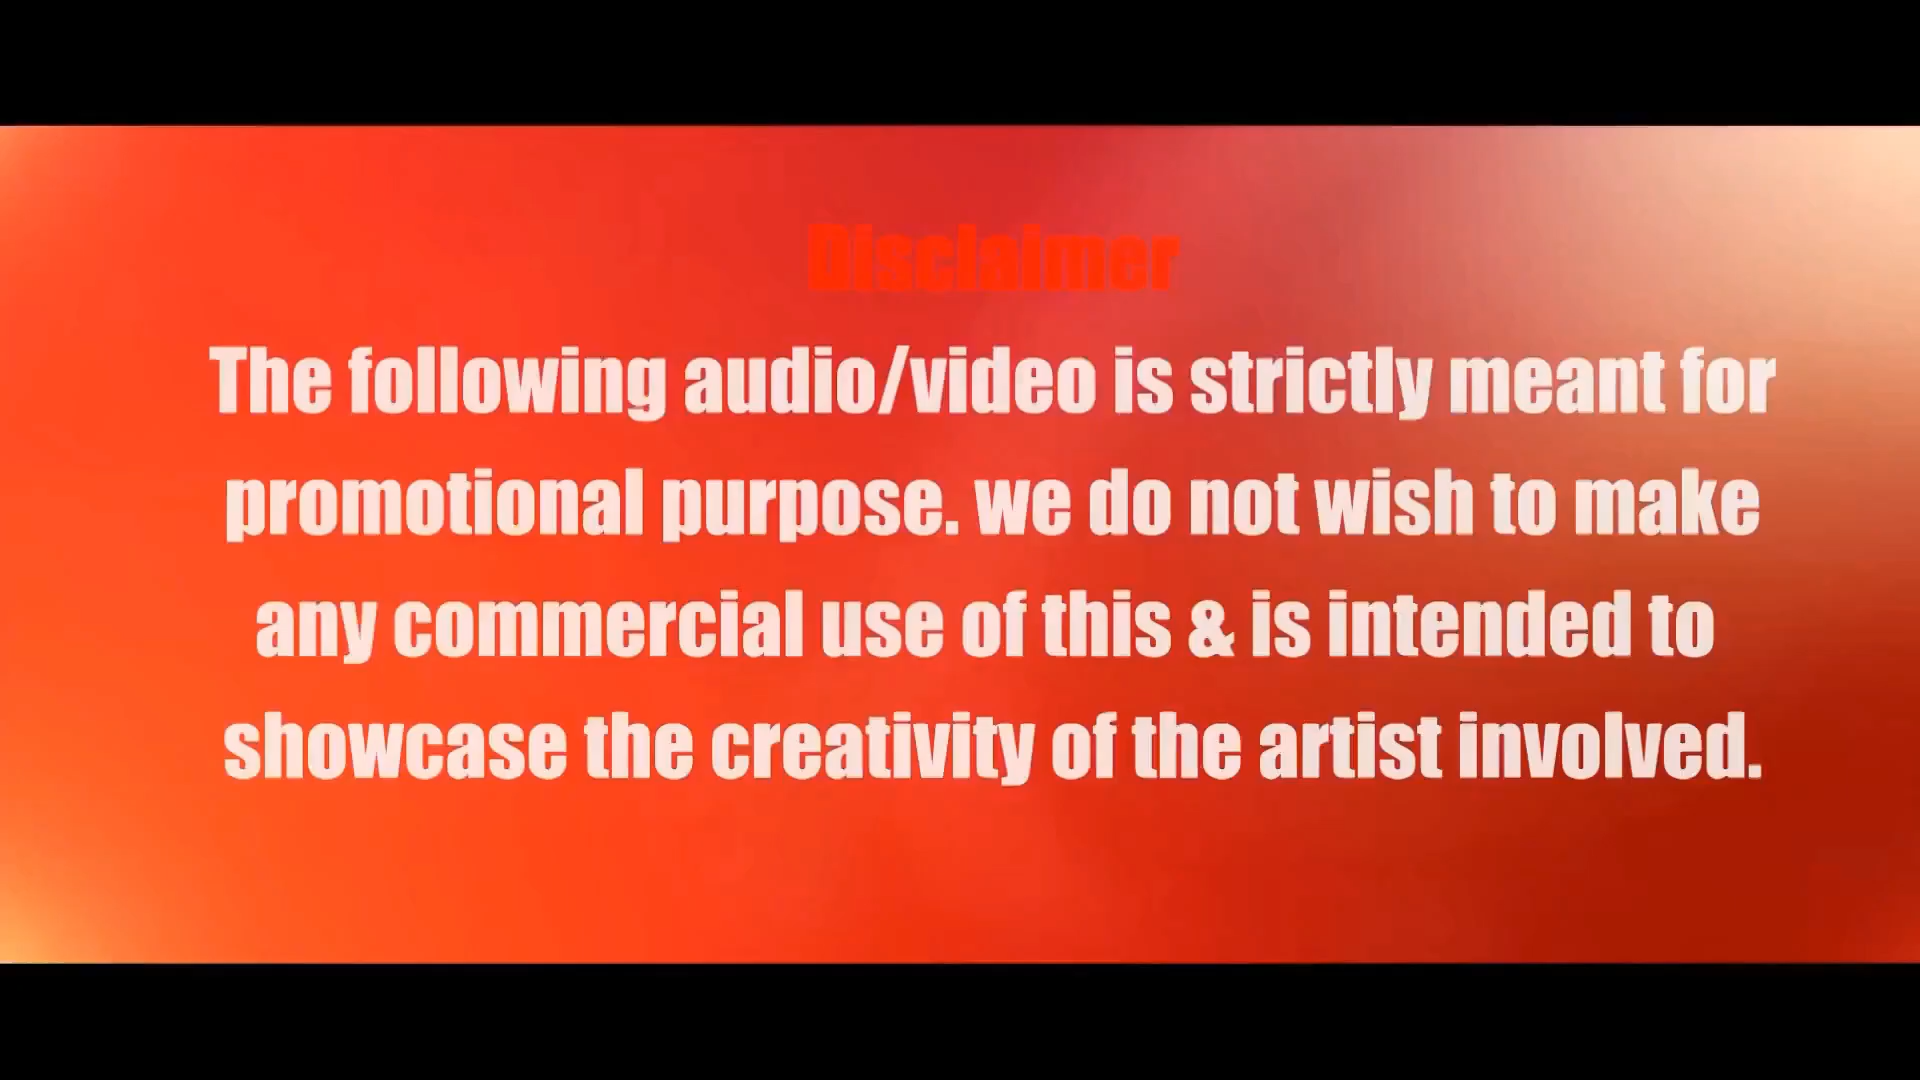 Disclaimer
The following audio/video is strictly meant for
promotional purpose. we do not wish to make
any commercial use of this & is intended to
showcase the creativity of the artist involved.